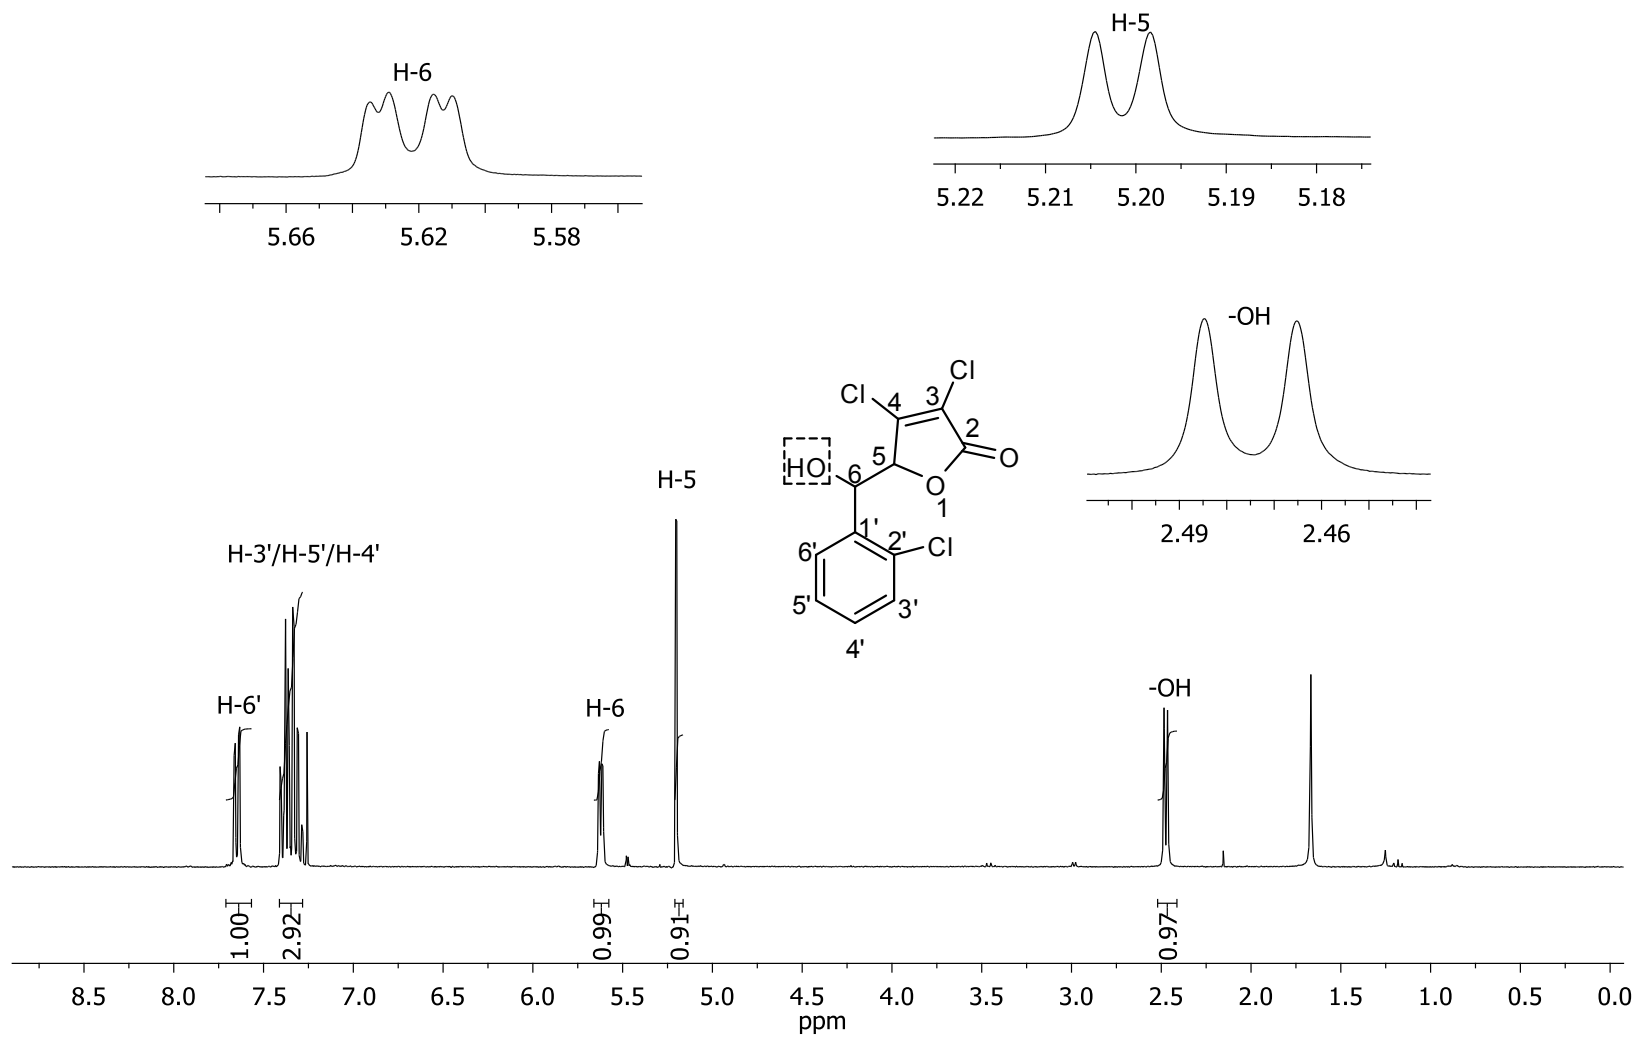 H-5
H-6
5.22 5.21 5.20 5.19 5.18
5.66 5.62 5.58
-OH
Cl
Cl
4 3
2
5
O
HO 6
O
1
H-5
2.49 2.46
1'
2'
Cl
H-3'/H-5'/H-4'
6'
5'
3'
4'
H-6'
H-6
-OH
1.00 2.92 0.99 0.91 0.97
8.5 8.0 7.5 7.0 6.5 6.0 5.5 5.0 4.5 4.0 3.5 3.0 2.5 2.0 1.5 1.0 0.5 0.0
ppm